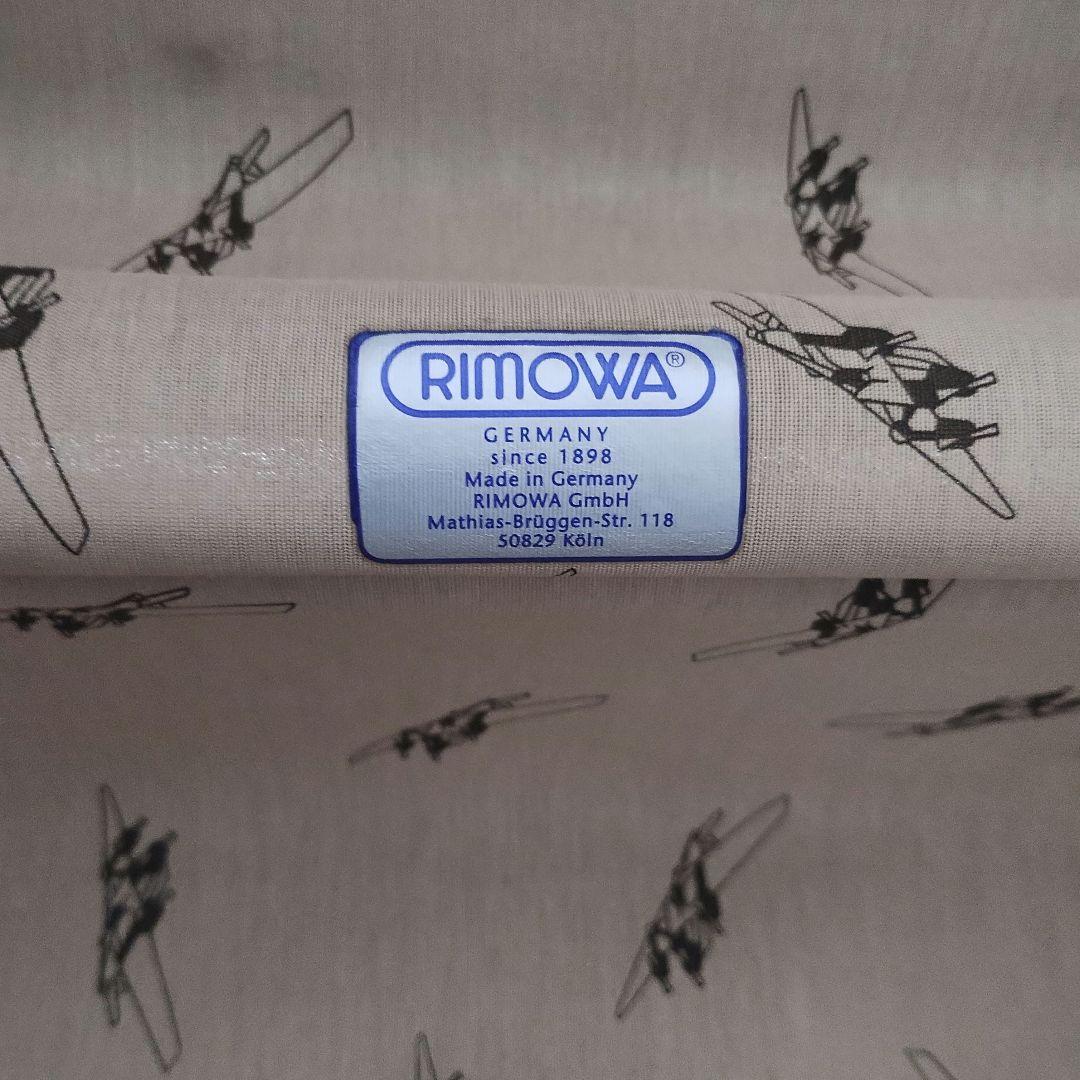 RIMOWA®
GERMANY
since 1898
Made in Germany
RIMOWA GmbH
Mathias-Brüggen-Str. 118
50829 Köln